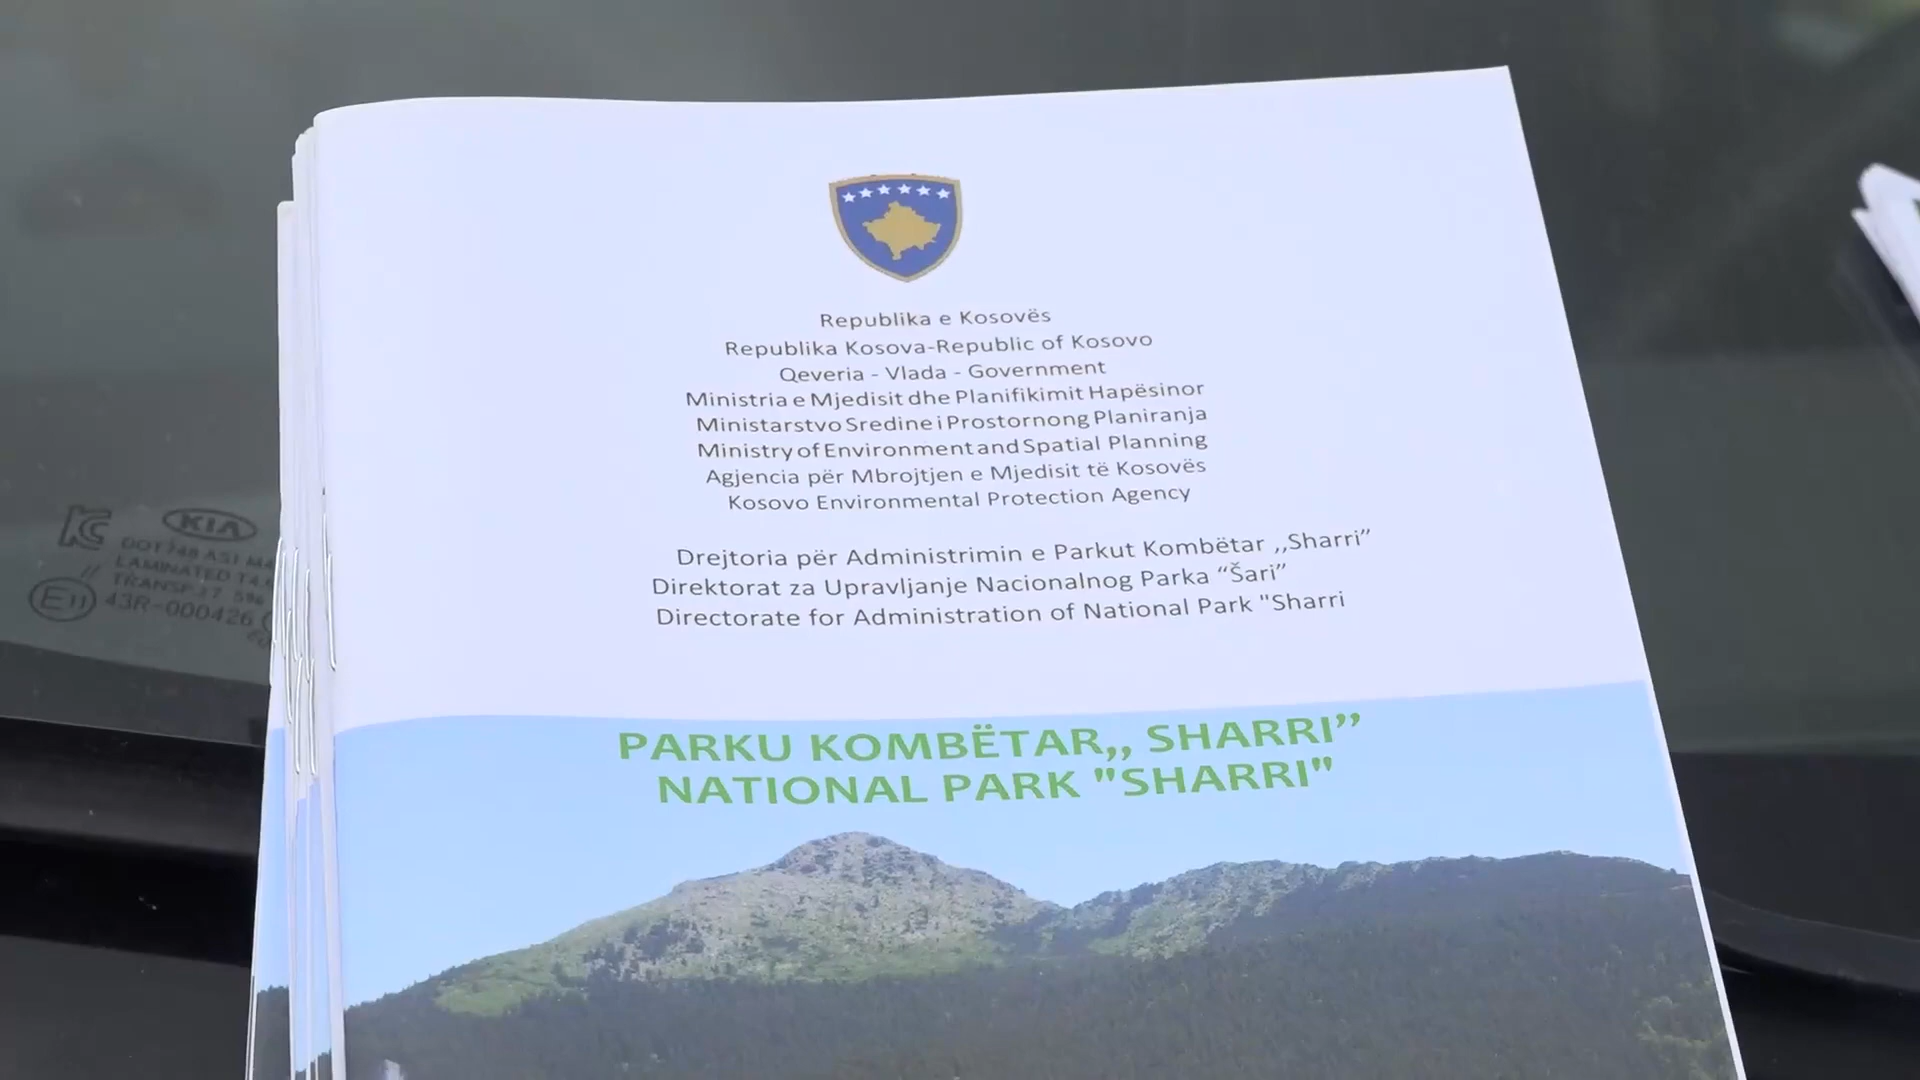 Republika e Kosovës
Republika Kosova-Republic of Kosovo
Qeveria - Vlada - Government
Ministria e Mjedisit dhe Planifikimit Hapësinor
Ministarstvo Sredine i Prostornong Planiranja
Ministry of Environment and Spatial Planning
Agjencia për Mbrojtjen e Mjedisit të Kosovës
Kosovo Environmental Protection Agency
Drejtoria për Administrimin e Parkut Kombëtar ,,Sharri”
Direktorat za Upravljanje Nacionalnog Parka “Šari”
Directorate for Administration of National Park "Sharri
PARKU KOMBËTAR,, SHARRI”
NATIONAL PARK "SHARRI"
KIA
LAMINATED
E11 43R-000426